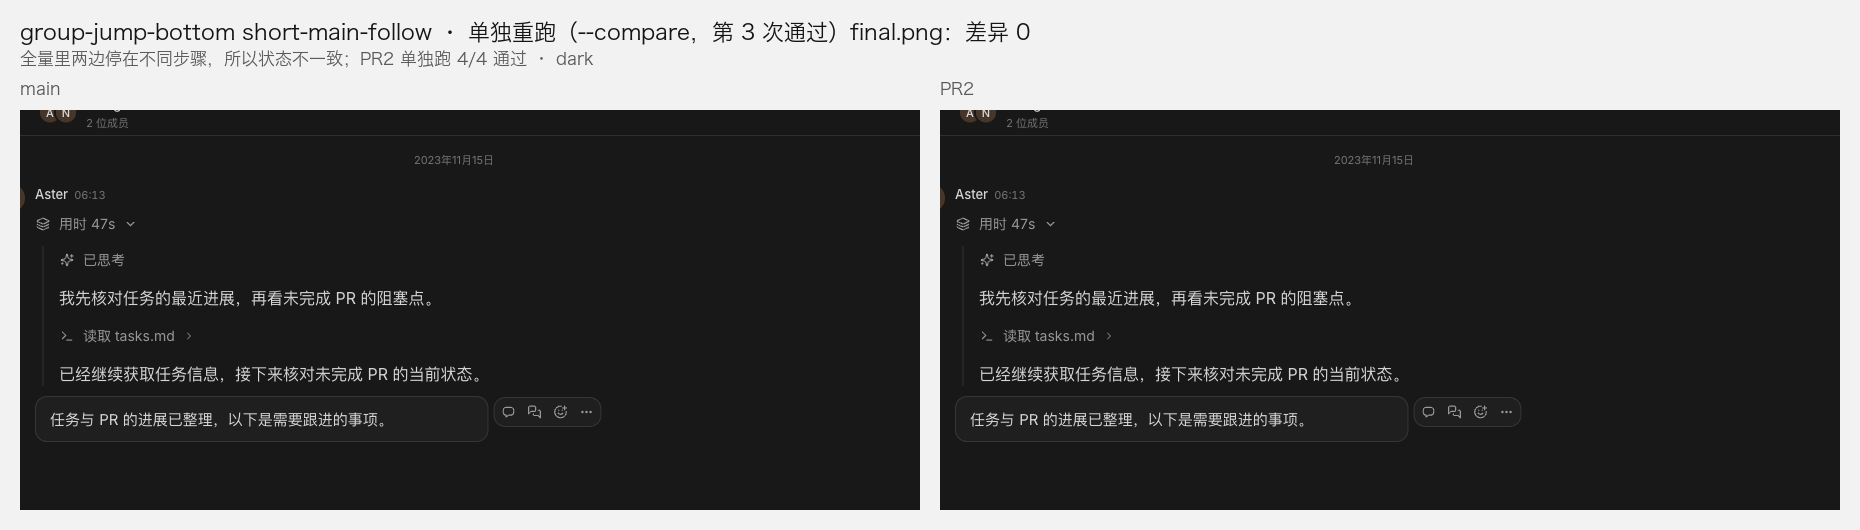 group-jump-bottom short-main-follow · 单独重跑（--compare，第 3 次通过）final.png：差异 0
全量里两边停在不同步骤，所以状态不一致；PR2 单独跑 4/4 通过 · dark
main
A N
2 位成员
2023年11月15日
Aster 06:13
用时 47s
已思考
我先核对任务的最近进展，再看未完成 PR 的阻塞点。
读取 tasks.md
已经继续获取任务信息，接下来核对未完成 PR 的当前状态。
任务与 PR 的进展已整理，以下是需要跟进的事项。
PR2
A N
2 位成员
2023年11月15日
Aster 06:13
用时 47s
已思考
我先核对任务的最近进展，再看未完成 PR 的阻塞点。
读取 tasks.md
已经继续获取任务信息，接下来核对未完成 PR 的当前状态。
任务与 PR 的进展已整理，以下是需要跟进的事项。